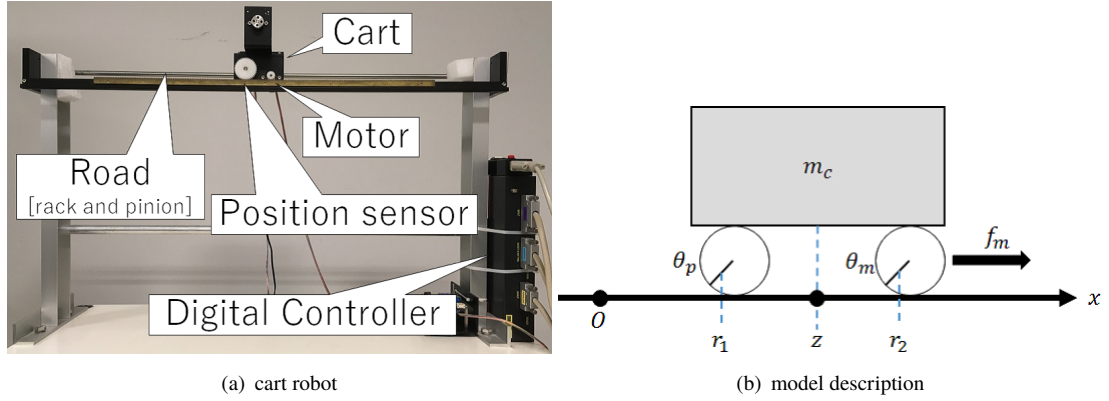 Cart
Motor
Road
[rack and pinion]
Position sensor
Digital Controller
m_c
θ_p
θ_m
f_m
O
x
r_1
z
r_2
(a) cart robot
(b) model description